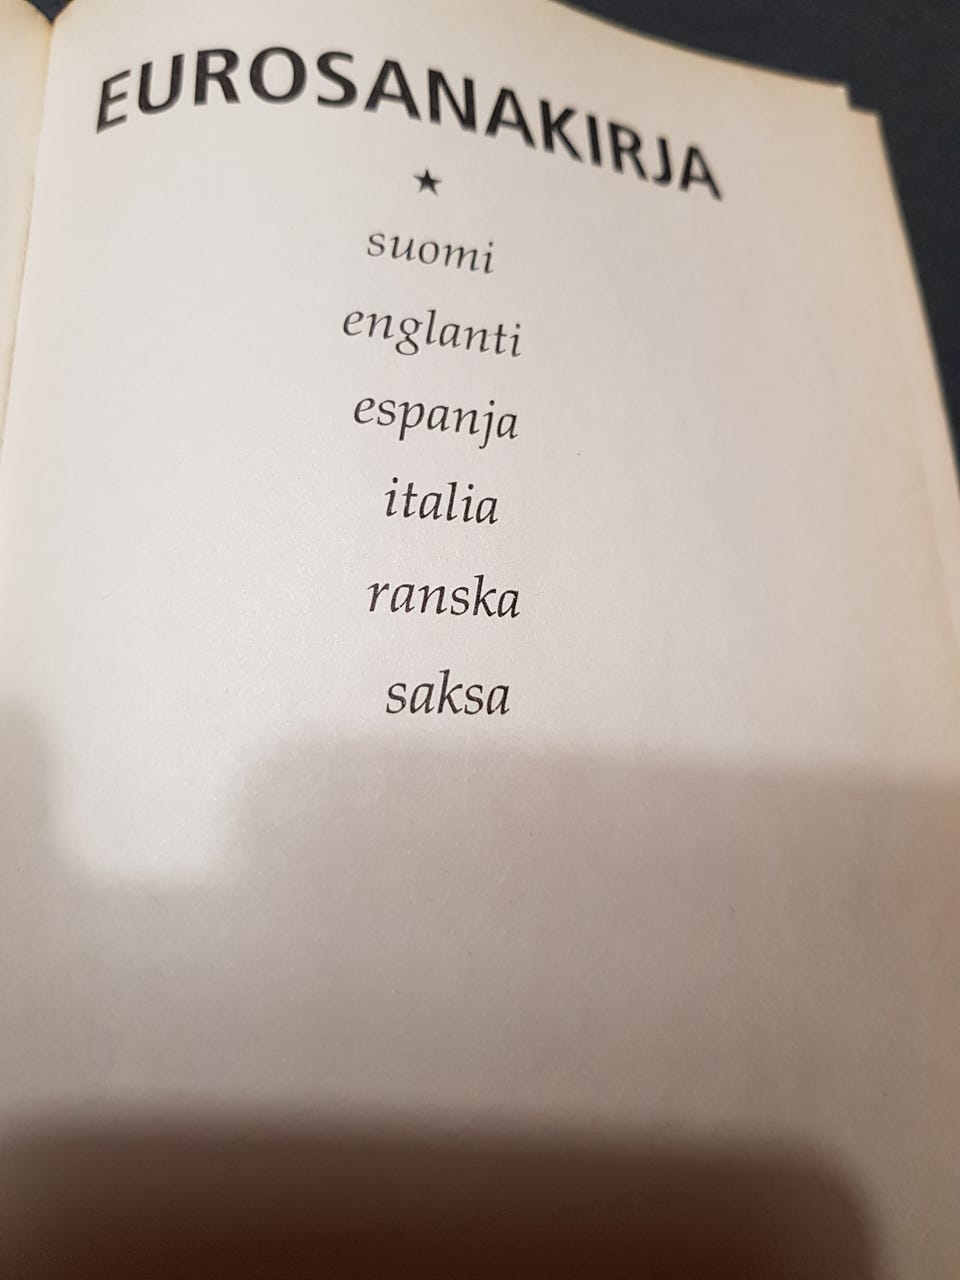 EUROSANAKIRJA
★
suomi
englanti
espanja
italia
ranska
saksa